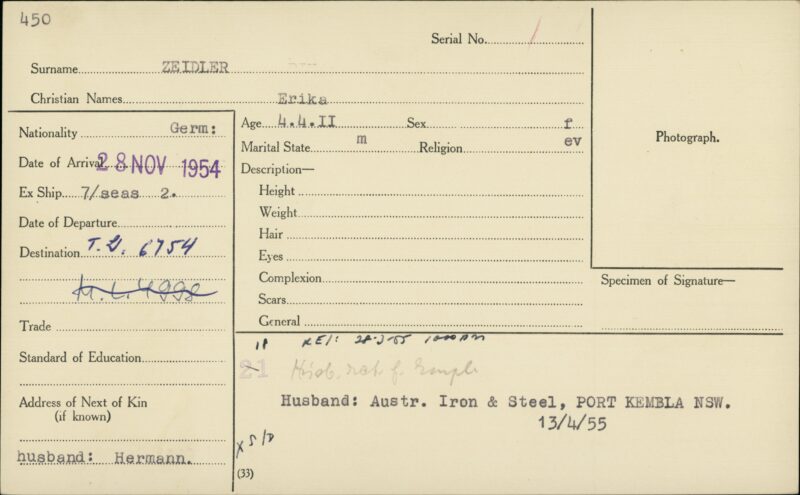 450
Serial No.
Surname ZEIDLER
Christian Names Erika
Nationality Germ:
Age 4.4.II Sex f
Marital State m Religion ev
Date of Arrival 28 NOV 1954
Ex Ship 7/seas 2.
Date of Departure
Destination T.V. 6754
Trade
Standard of Education
Address of Next of Kin
(if known)
husband: Hermann.
Description—
Height
Weight
Hair
Eyes
Complexion
Scars
General
Photograph.
Specimen of Signature—
21
Husband: Austr. Iron & Steel, PORT KEMBLA NSW.
13/4/55
(33)